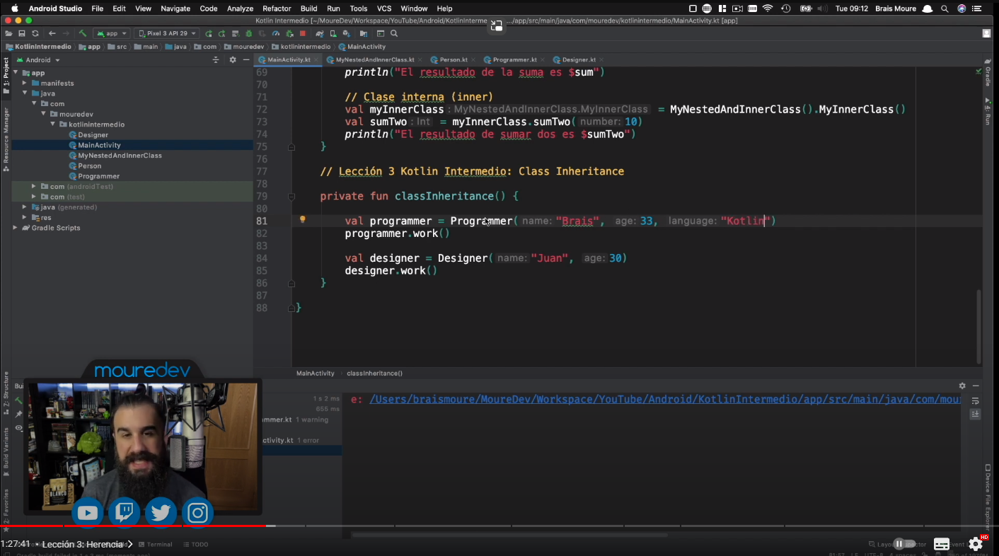 Android Studio File Edit View Navigate Code Analyze Refactor Build Run Tools VCS Window Help Tue 09:12 Brais Moure
Kotlin Intermedio [~/MoureDev/Workspace/YouTube/Android/KotlinIntermedio .../app/src/main/java/com/mouredev/kotlinintermedio/MainActivity.kt [app]
app Pixel 3 API 29
KotlinIntermedio app src main java com mouredev kotlinintermedio MainActivity
Android
MainActivity.kt MyNestedAndInnerClass.kt Person.kt Programmer.kt Designer.kt
1: Project
Resource Manager
Z: Structure
Build Variants
2: Favorites
app
manifests
java
com
mouredev
kotlinintermedio
Designer
MainActivity
MyNestedAndInnerClass
Person
Programmer
com (androidTest)
com (test)
java (generated)
res
Gradle Scripts
69 println("El resultado de la suma es $sum")
70
71 // Clase interna (inner)
72 val myInnerClass : MyNestedAndInnerClass.MyInnerClass = MyNestedAndInnerClass().MyInnerClass()
73 val sumTwo : Int = myInnerClass.sumTwo( number: 10)
74 println("El resultado de sumar dos es $sumTwo")
75 }
76
77 // Lección 3 Kotlin Intermedio: Class Inheritance
78
79 private fun classInheritance() {
80
81 val programmer = Programmer( name: "Brais", age: 33, language: "Kotlin")
82 programmer.work()
83
84 val designer = Designer( name: "Juan", age: 30)
85 designer.work()
86 }
87
88 }
Gradle
4: Run
Device File Explorer
MainActivity classInheritance()
mouredev
Bui
1 s 2 ms
655 ms
mmer.kt 1 warning
ctivity.kt 1 error
e: /Users/braismoure/MoureDev/Workspace/YouTube/Android/KotlinIntermedio/app/src/main/java/com/mour
BLANCO
1:27:41 • Lección 3: Herencia
Terminal TODO
HD